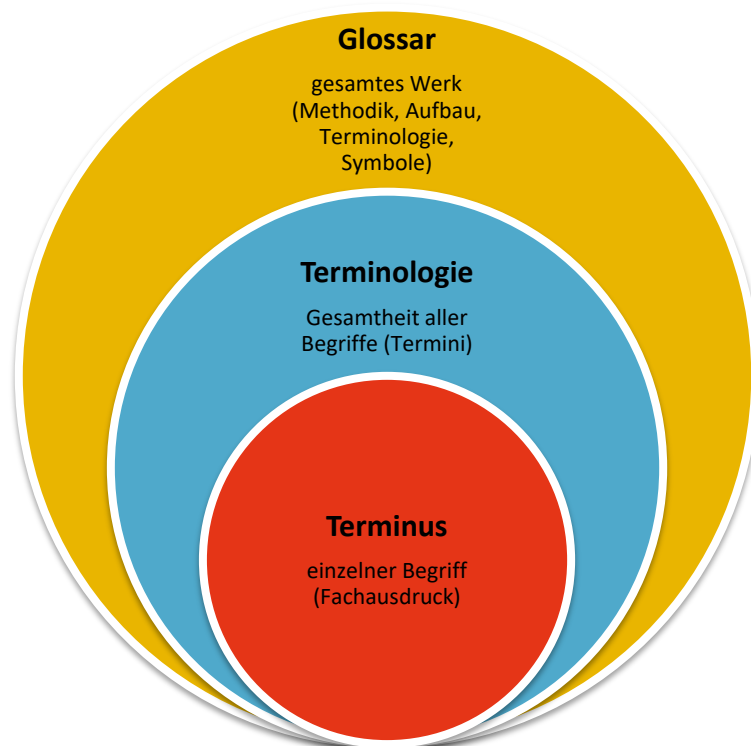 Glossar
gesamtes Werk
(Methodik, Aufbau,
Terminologie,
Symbole)
Terminologie
Gesamtheit aller
Begriffe (Termini)
Terminus
einzelner Begriff
(Fachausdruck)